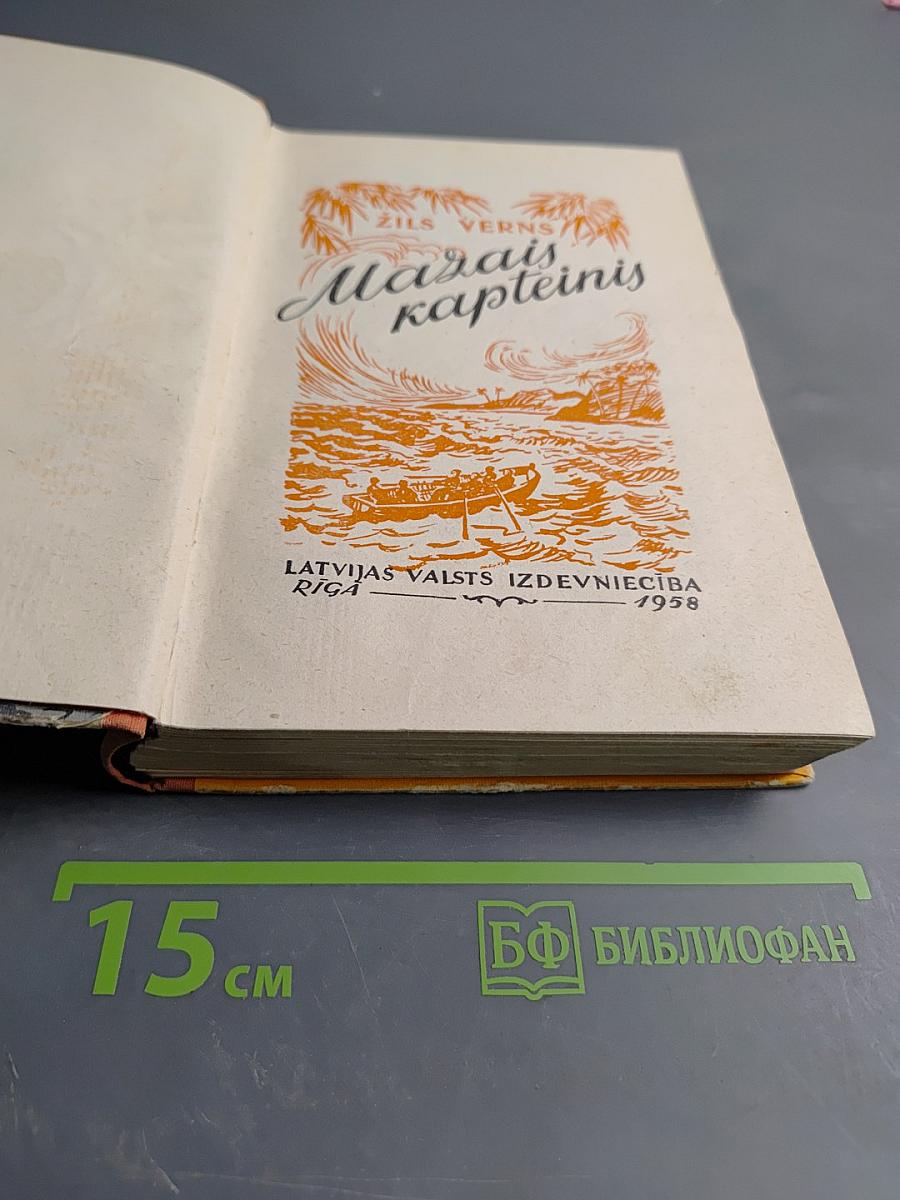 ŽILS VERNS
Mazais
kapteinis
LATVIJAS VALSTS IZDEVNIECĪBA
RĪGĀ 1958
15 см
БФ БИБЛИОФАН